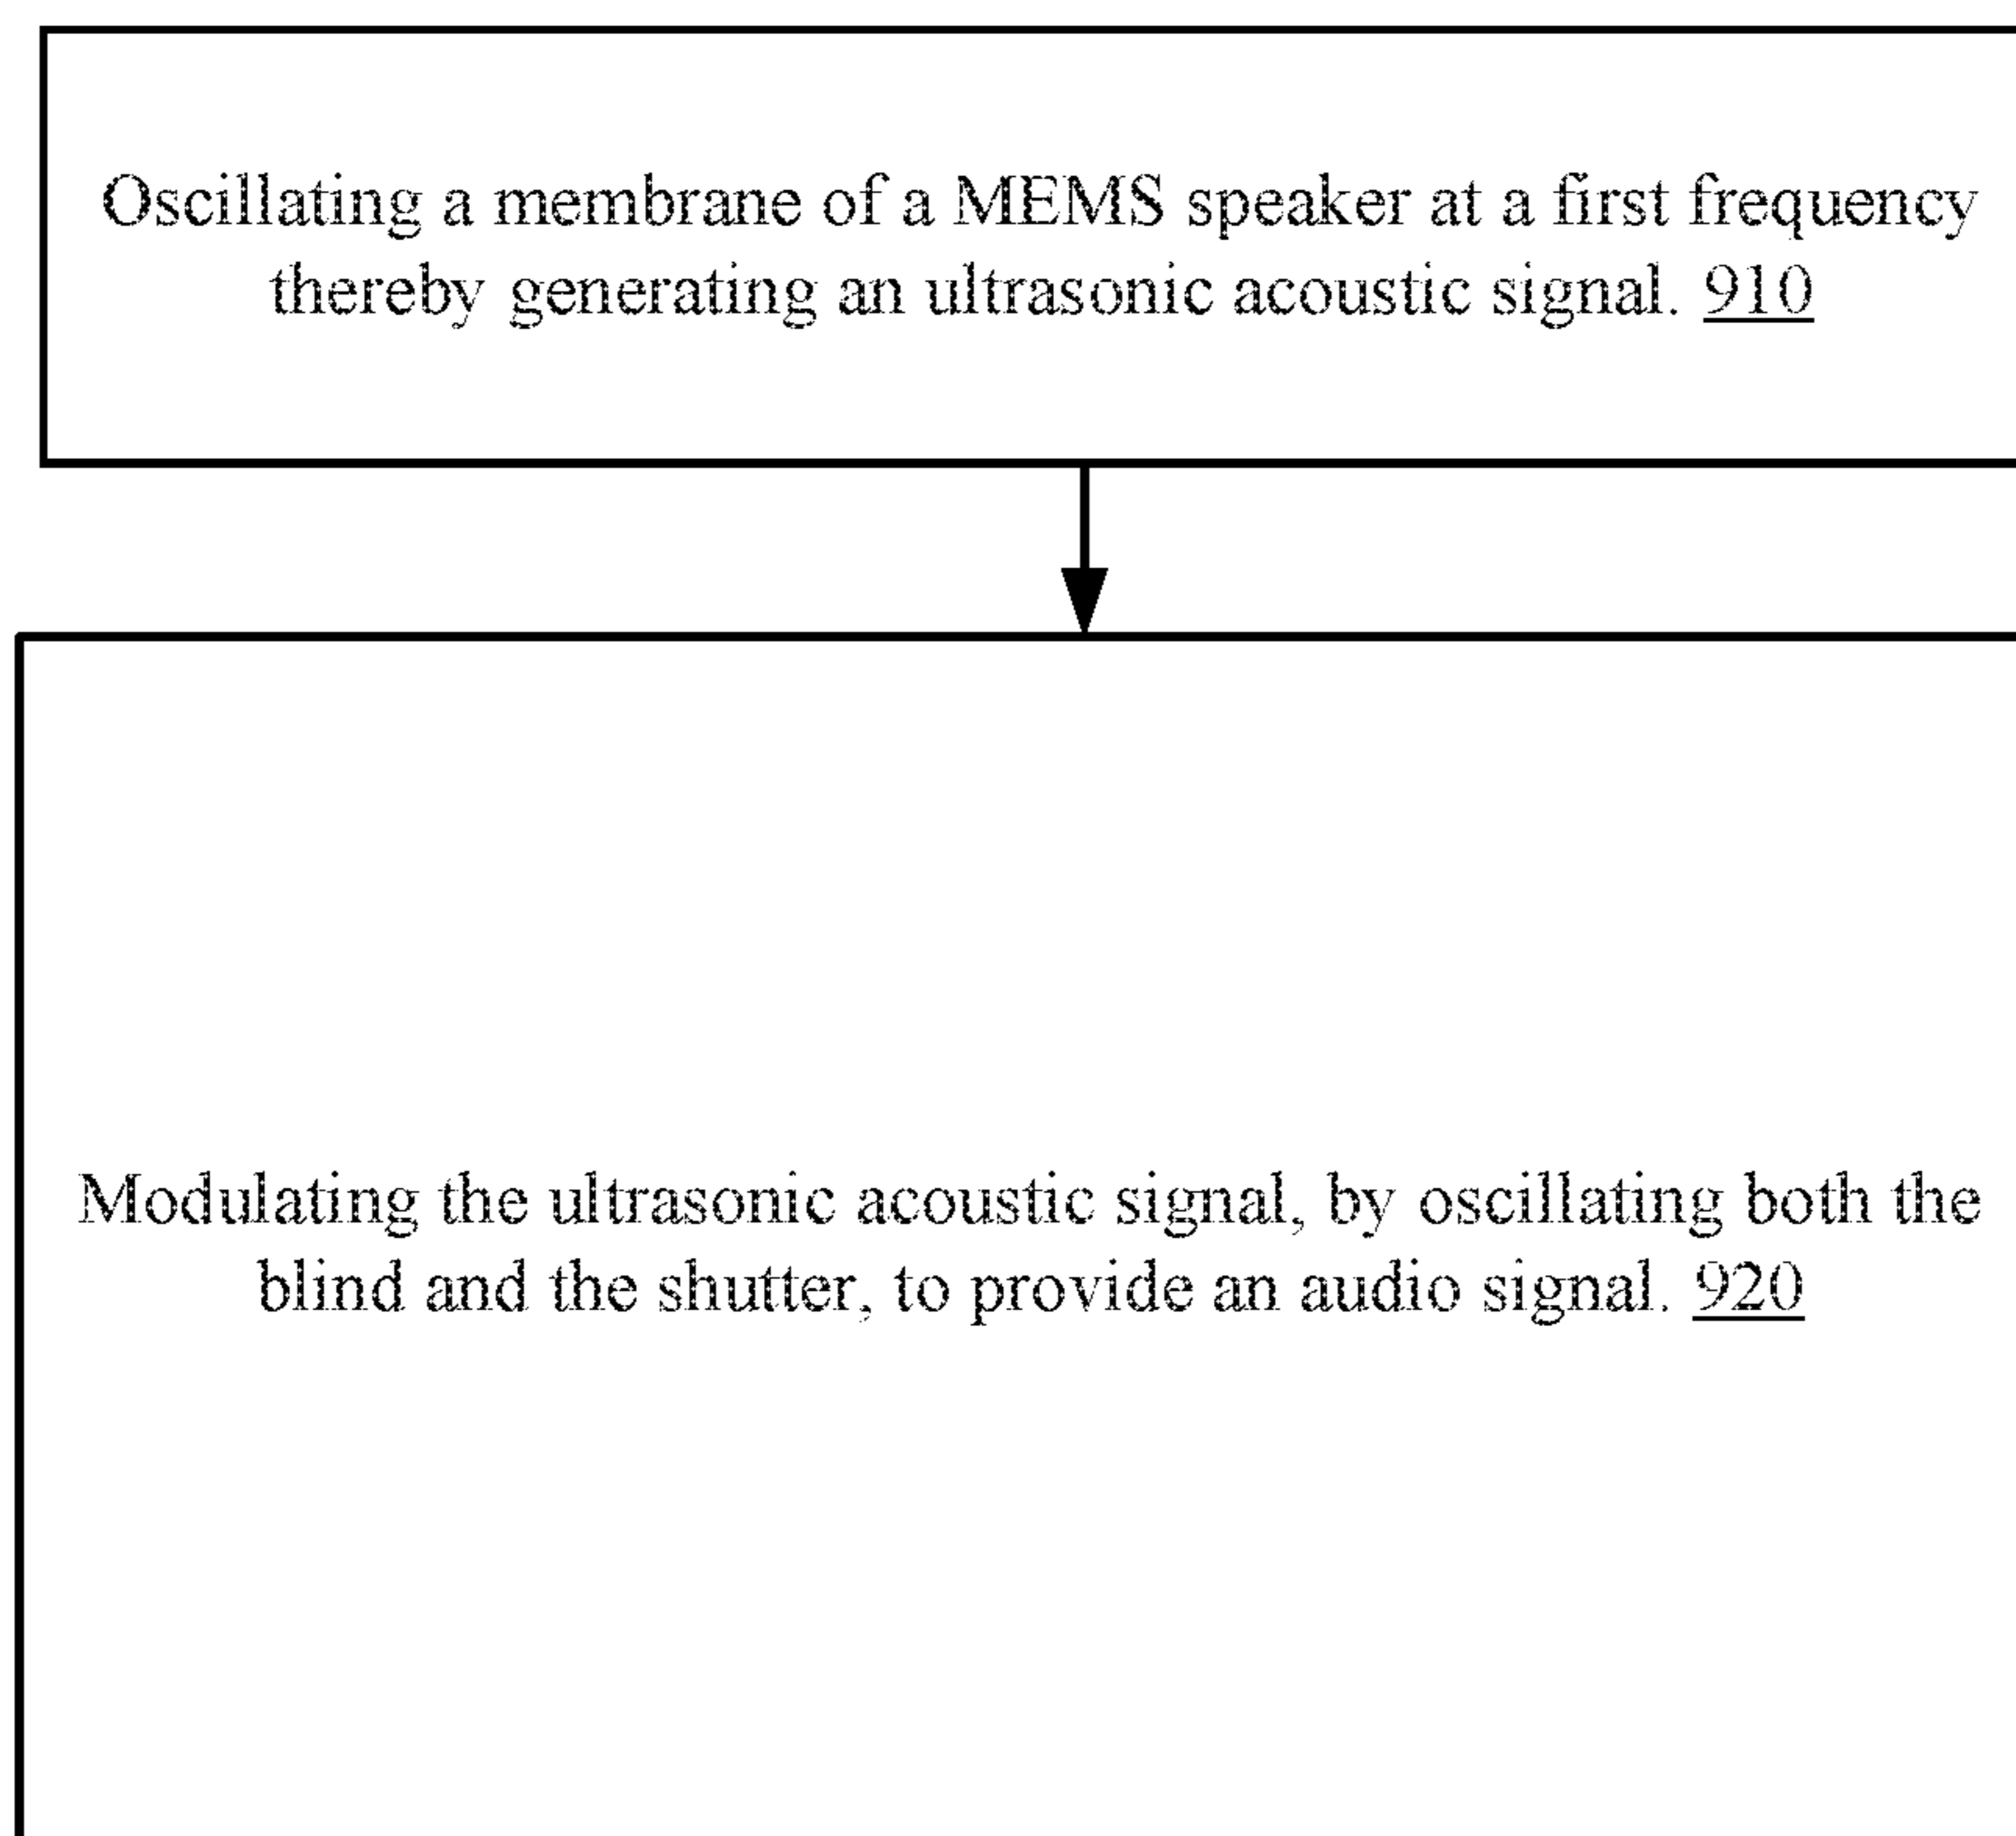 Oscillating a membrane of a MEMS speaker at a first frequency
thereby generating an ultrasonic acoustic signal. 910
Modulating the ultrasonic acoustic signal, by oscillating both the
blind and the shutter, to provide an audio signal. 920